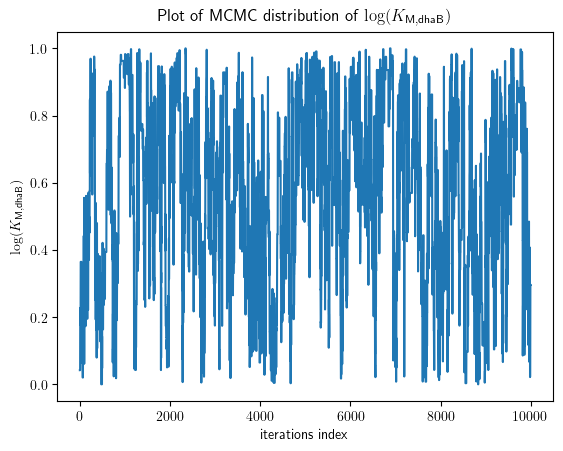 Plot of MCMC distribution of log(K_M,dhaB)
log(K_M,dhaB)
1.0
0.8
0.6
0.4
0.2
0.0
0 2000 4000 6000 8000 10000
iterations index